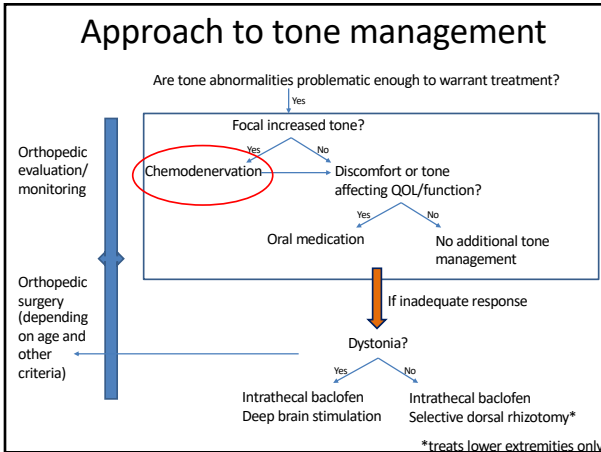 Approach to tone management
Are tone abnormalities problematic enough to warrant treatment?
Yes
Focal increased tone?
Yes
No
Orthopedic
evaluation/
monitoring
Chemodenervation
Discomfort or tone
affecting QOL/function?
Yes
No
Oral medication
No additional tone
management
Orthopedic
surgery
(depending
on age and
other
criteria)
If inadequate response
Dystonia?
Yes
No
Intrathecal baclofen
Deep brain stimulation
Intrathecal baclofen
Selective dorsal rhizotomy*
*treats lower extremities only